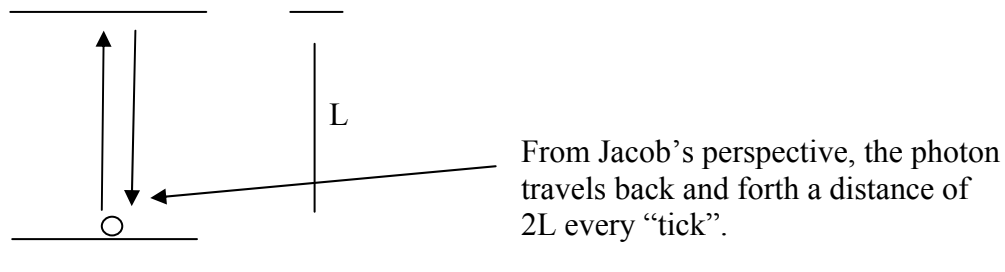 L
From Jacob’s perspective, the photon
travels back and forth a distance of
2L every “tick”.